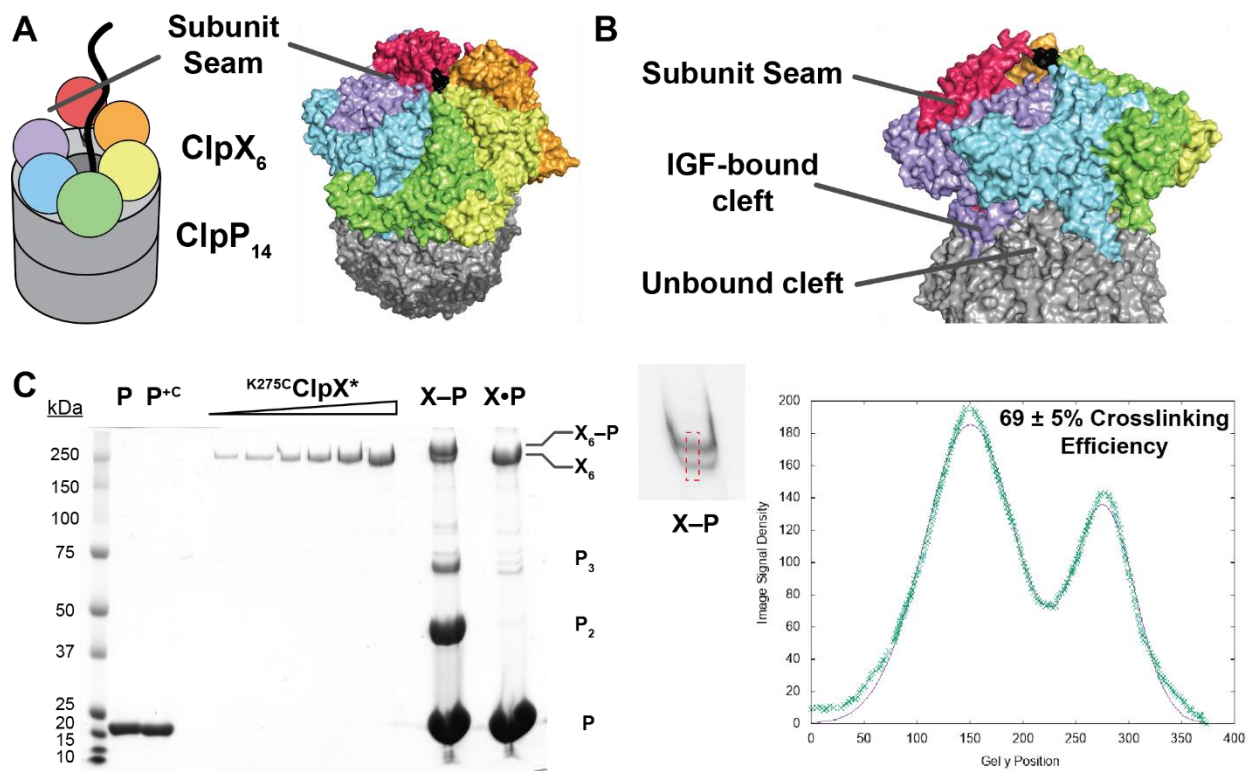 A
Subunit
Seam
ClpX6
ClpP14
B
Subunit Seam
IGF-bound
cleft
Unbound cleft
C
kDa
P P+C K275CClpX* X–P X•P
250
150
100
75
50
37
25
20
15
10
X6–P
X6
P3
P2
P
X–P
69 ± 5% Crosslinking
Efficiency
Image Signal Density
200
180
160
140
120
100
80
60
40
20
0
0 50 100 150 200 250 300 350 400
Gel y Position